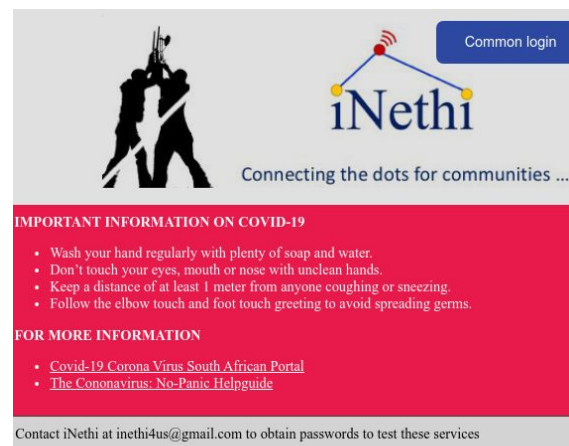 Common login
iNethi
Connecting the dots for communities ...
IMPORTANT INFORMATION ON COVID-19
• Wash your hand regularly with plenty of soap and water.
• Don’t touch your eyes, mouth or nose with unclean hands.
• Keep a distance of at least 1 meter from anyone coughing or sneezing.
• Follow the elbow touch and foot touch greeting to avoid spreading germs.
FOR MORE INFORMATION
• Covid-19 Corona Virus South African Portal
• The Cononavirus: No-Panic Helpguide
Contact iNethi at inethi4us@gmail.com to obtain passwords to test these services